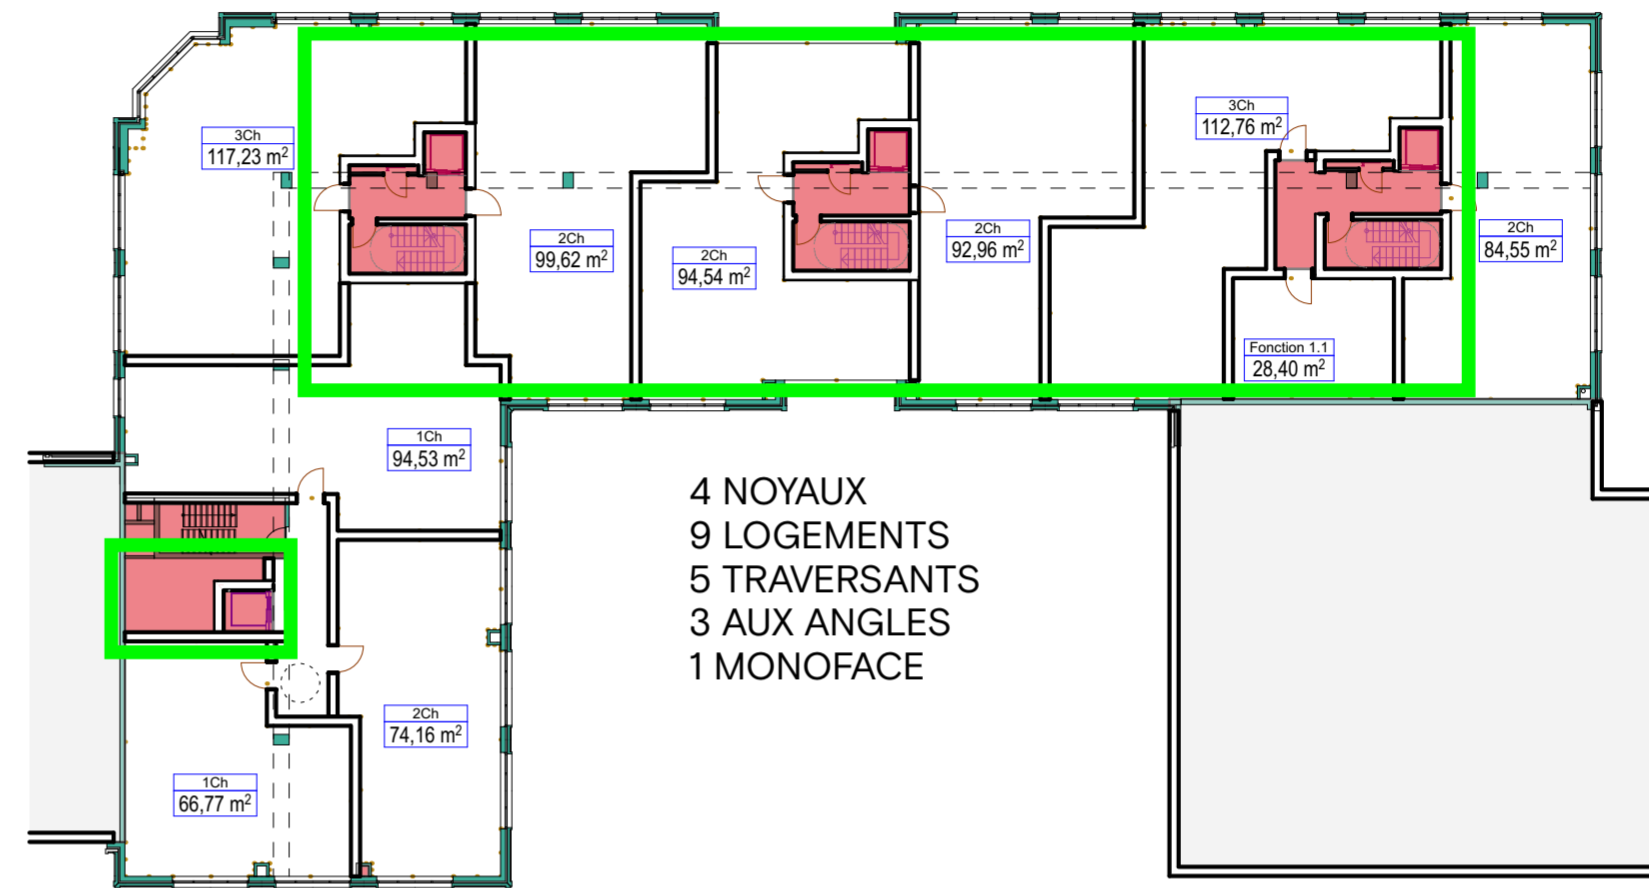 3Ch
117,23 m²
2Ch
99,62 m²
2Ch
94,54 m²
2Ch
92,96 m²
3Ch
112,76 m²
2Ch
84,55 m²
Fonction 1.1
28,40 m²
1Ch
94,53 m²
4 NOYAUX
9 LOGEMENTS
5 TRAVERSANTS
3 AUX ANGLES
1 MONOFACE
2Ch
74,16 m²
1Ch
66,77 m²